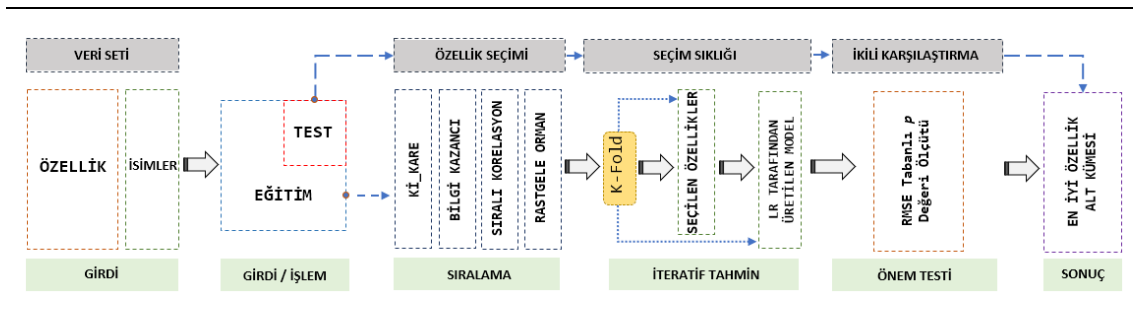 VERİ SETİ
ÖZELLİK SEÇİMİ
SEÇİM SIKLIĞI
İKİLİ KARŞILAŞTIRMA
ÖZELLİK
İSİMLER
TEST
EĞİTİM
Kİ_KARE
BİLGİ KAZANCI
SIRALI KORELASYON
RASTGELE ORMAN
K-Fold
SEÇİLEN ÖZELLİKLER
LR TARAFINDAN
ÜRETİLEN MODEL
RMSE Tabanlı p
Değeri Ölçütü
EN İYİ ÖZELLİK
ALT KÜMESİ
GİRDİ
GİRDİ / İŞLEM
SIRALAMA
İTERATİF TAHMİN
ÖNEM TESTİ
SONUÇ